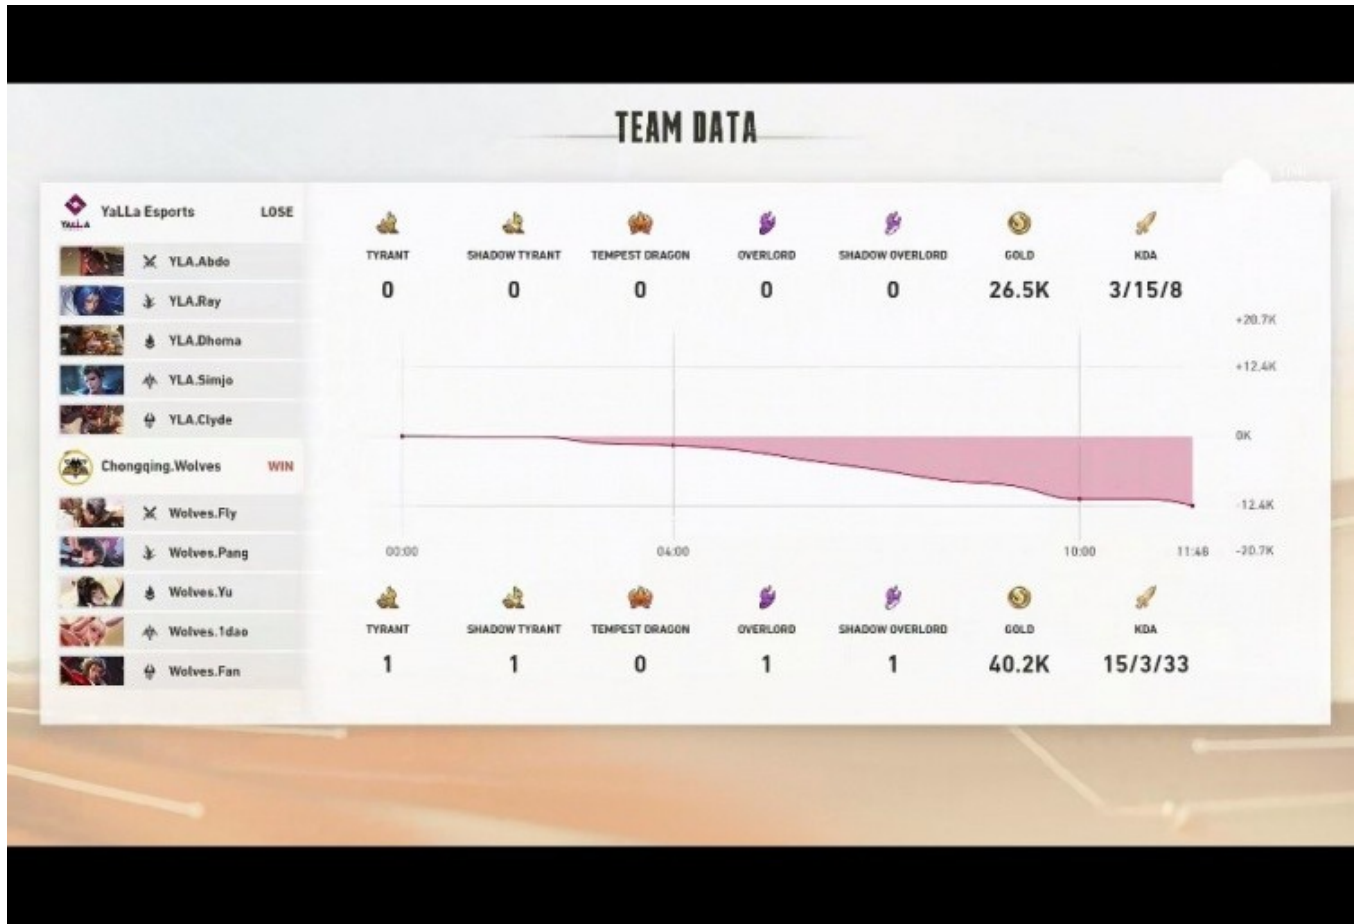 TEAM DATA
YaLLa Esports LOSE
YALLA
YLA.Abdo
YLA.Ray
YLA.Dhoma
YLA.Simjo
YLA.Clyde
Chongqing.Wolves WIN
Wolves.Fly
Wolves.Pang
Wolves.Yu
Wolves.1dao
Wolves.Fan
TYRANT SHADOW TYRANT TEMPEST DRAGON OVERLORD SHADOW OVERLORD GOLD KDA
0 0 0 0 0 26.5K 3/15/8
+20.7K
+12.4K
0K
-12.4K
00:00 04:00 10:00 11:48 -20.7K
TYRANT SHADOW TYRANT TEMPEST DRAGON OVERLORD SHADOW OVERLORD GOLD KDA
1 1 0 1 1 40.2K 15/3/33